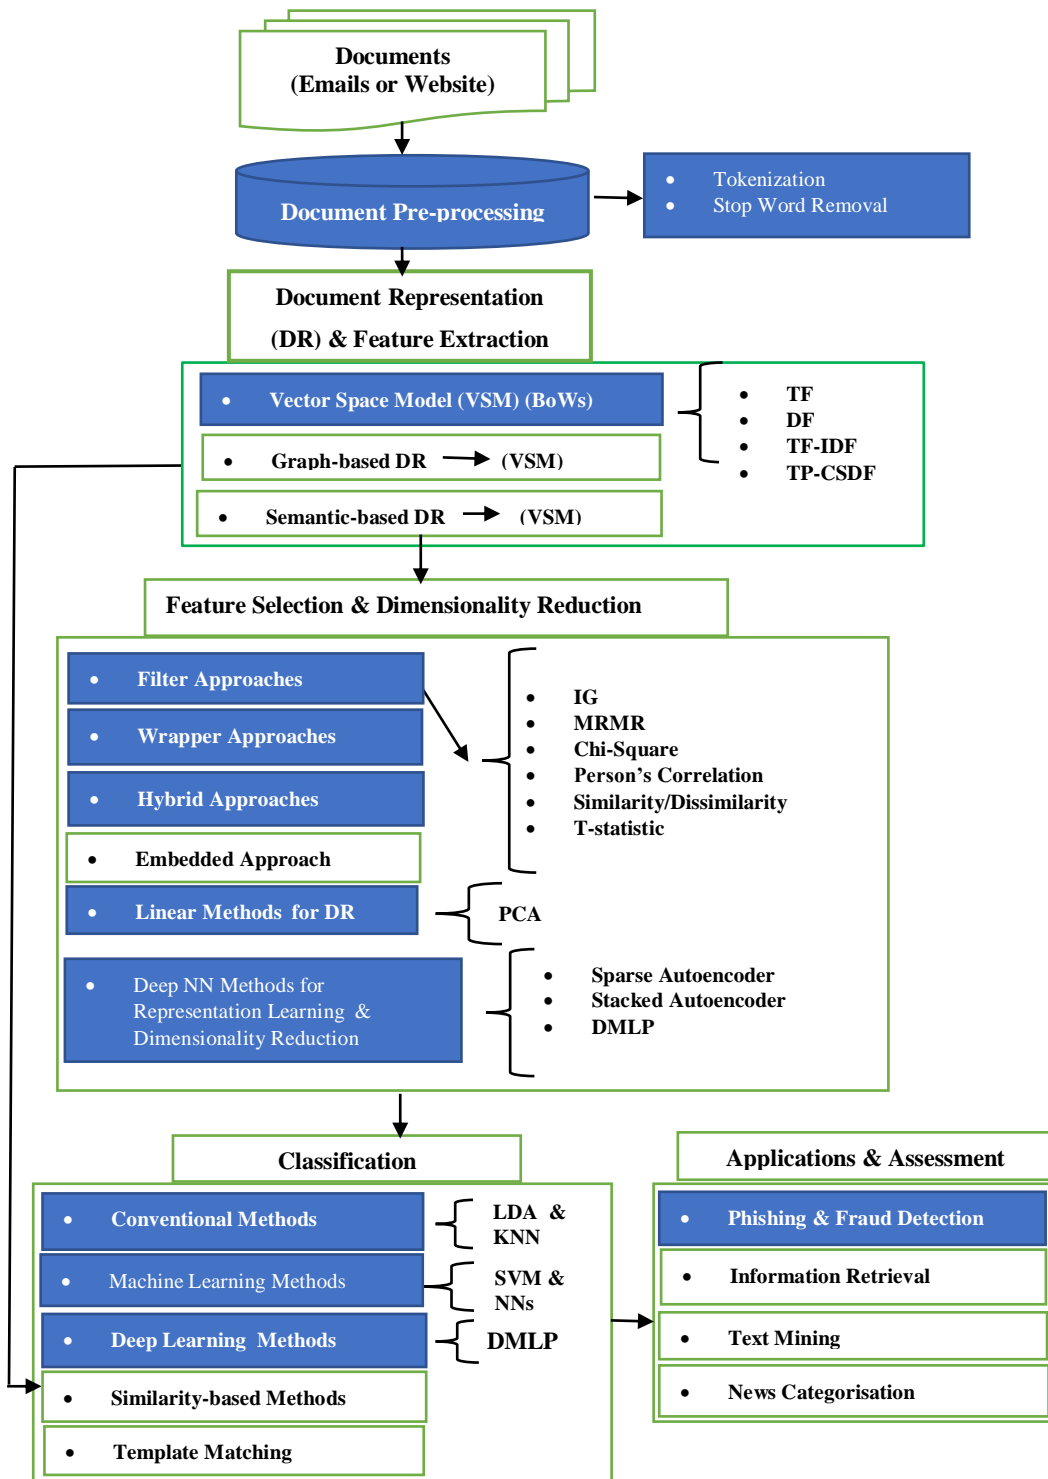 Documents
(Emails or Website)
Document Pre-processing
• Tokenization
• Stop Word Removal
Document Representation
(DR) & Feature Extraction
• Vector Space Model (VSM) (BoWs)
• TF
• DF
• TF-IDF
• TP-CSDF
• Graph-based DR (VSM)
• Semantic-based DR (VSM)
Feature Selection & Dimensionality Reduction
• Filter Approaches
• Wrapper Approaches
• Hybrid Approaches
• Embedded Approach
• IG
• MRMR
• Chi-Square
• Person’s Correlation
• Similarity/Dissimilarity
• T-statistic
• Linear Methods for DR
PCA
• Deep NN Methods for
Representation Learning &
Dimensionality Reduction
• Sparse Autoencoder
• Stacked Autoencoder
• DMLP
Classification
• Conventional Methods
LDA &
KNN
• Machine Learning Methods
SVM &
NNs
• Deep Learning Methods
DMLP
• Similarity-based Methods
• Template Matching
Applications & Assessment
• Phishing & Fraud Detection
• Information Retrieval
• Text Mining
• News Categorisation